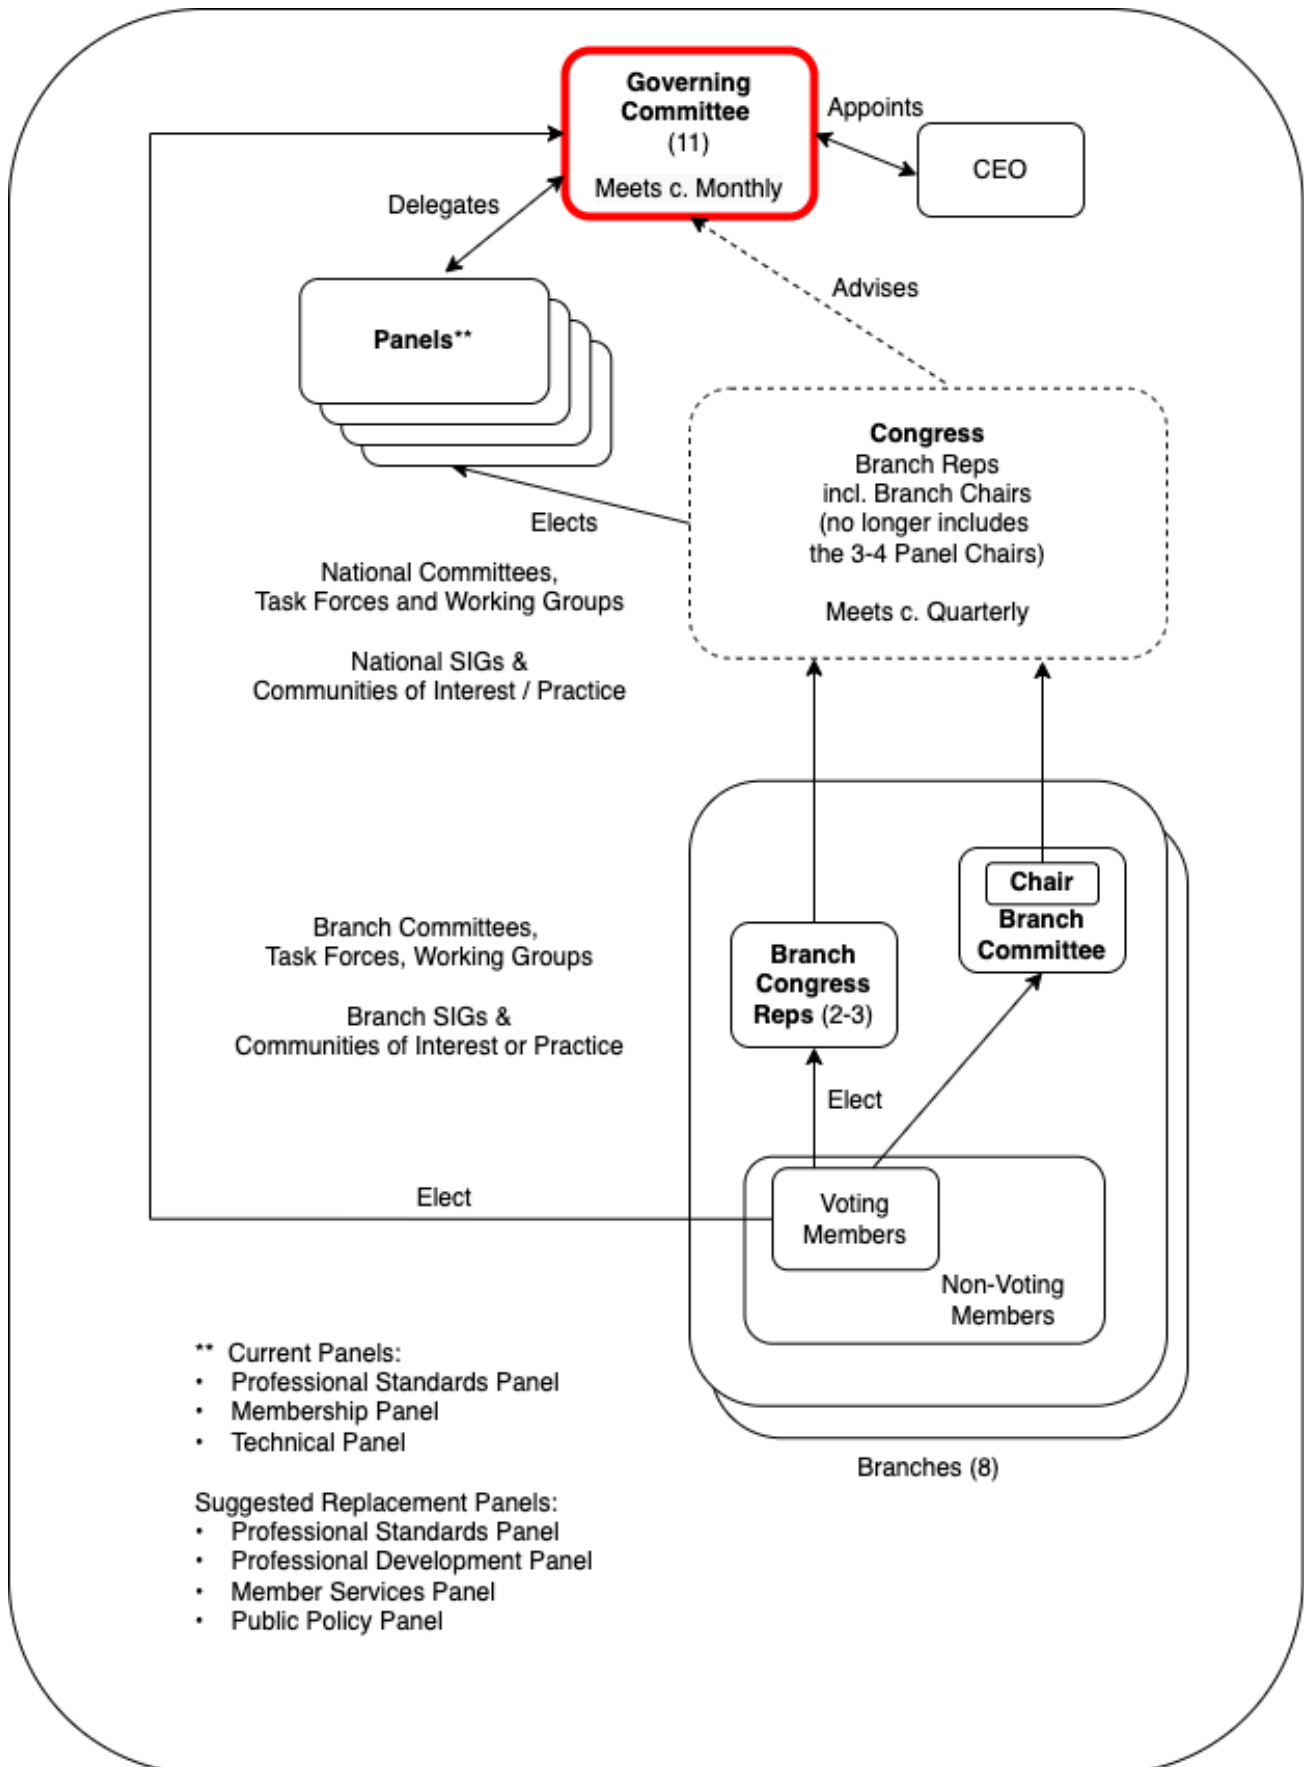 Governing
Committee
(11)
Meets c. Monthly
Appoints
CEO
Delegates
Advises
Panels**
Congress
Branch Reps
incl. Branch Chairs
(no longer includes
the 3-4 Panel Chairs)
Meets c. Quarterly
Elects
National Committees,
Task Forces and Working Groups
National SIGs &
Communities of Interest / Practice
Chair
Branch
Committee
Branch Committees,
Task Forces, Working Groups
Branch SIGs &
Communities of Interest or Practice
Branch
Congress
Reps (2-3)
Elect
Elect
Voting
Members
Non-Voting
Members
Branches (8)
** Current Panels:
• Professional Standards Panel
• Membership Panel
• Technical Panel
Suggested Replacement Panels:
• Professional Standards Panel
• Professional Development Panel
• Member Services Panel
• Public Policy Panel